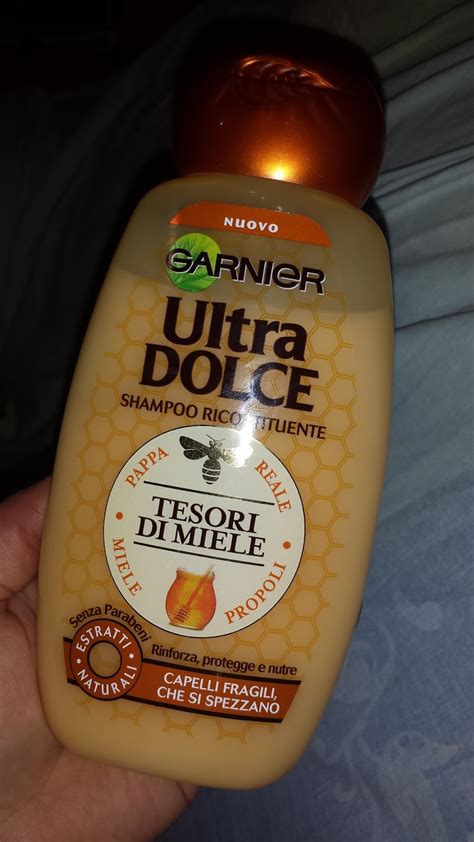 NUOVO
GARNIER
Ultra
DOLCE
SHAMPOO RICOSTITUENTE
PAPPA REALE
TESORI
DI MIELE
MIELE PROPOLI
Senza Parabeni
ESTRATTI NATURALI
Rinforza, protegge e nutre
CAPELLI FRAGILI,
CHE SI SPEZZANO